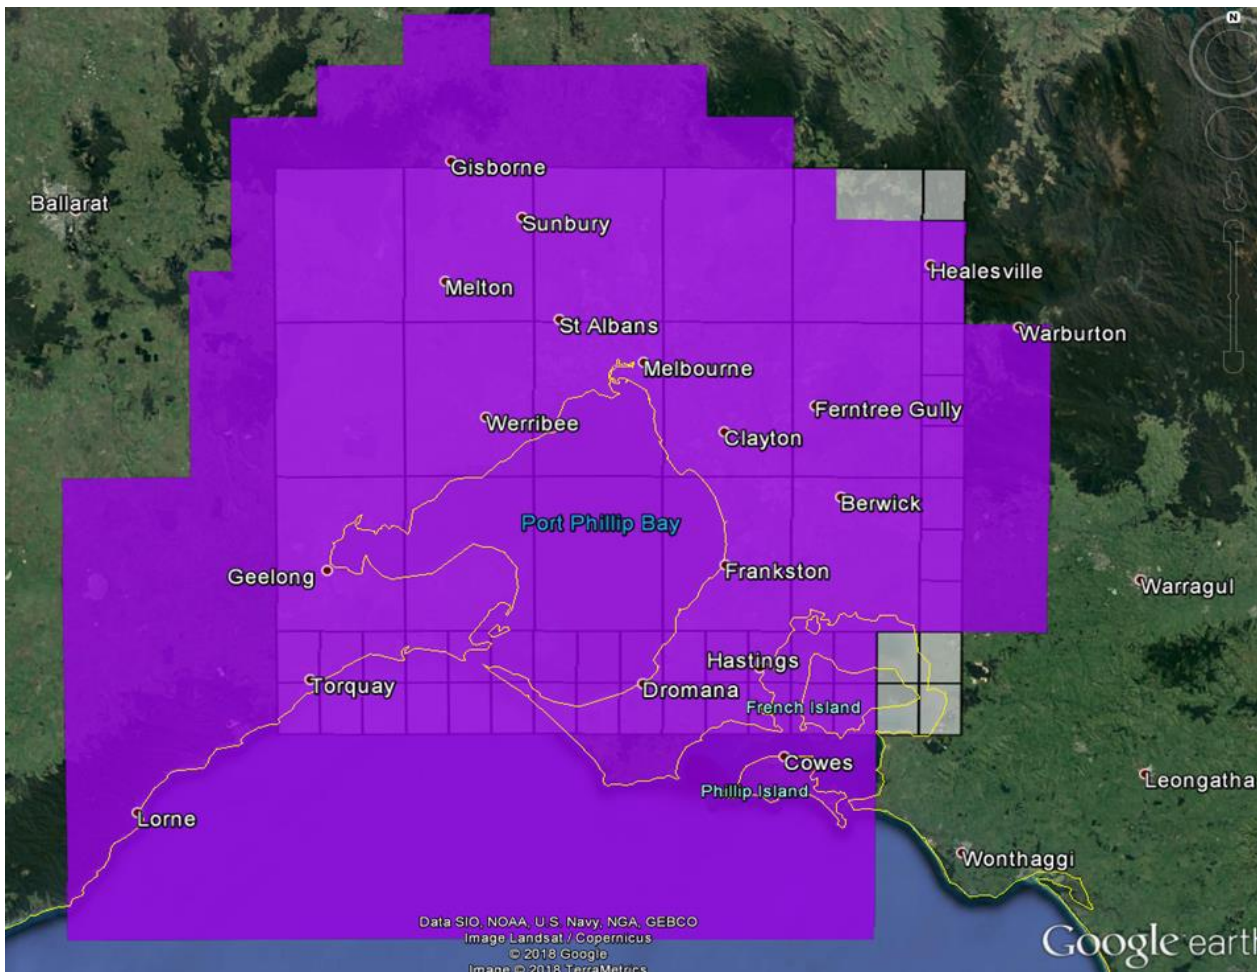 N
Gisborne
Ballarat
Sunbury
Healesville
Melton
St Albans
Warburton
Melbourne
Ferntree Gully
Werribee
Clayton
Berwick
Port Phillip Bay
Geelong
Frankston
Warragul
Hastings
Torquay
Dromana
French Island
Cowes
Leongatha
Phillip Island
Lorne
Wonthaggi
Data SIO, NOAA, U.S. Navy, NGA, GEBCO
Image Landsat / Copernicus
© 2018 Google
Image © 2018 TerraMetrics
Google earth